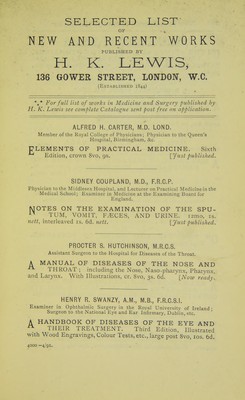 SELECTED LIST
OF
NEW AND RECENT WORKS
PUBLISHED BY
H. K. LEWIS,
136 GOWER STREET, LONDON, W.C.
(ESTABLISHED 1844)
*⁎* For full list of works in Medicine and Surgery published by
H. K. Lewis see complete Catalogue sent post free on application.
ALFRED H. CARTER, M.D. LOND.
Member of the Royal College of Physicians; Physician to the Queen's
Hospital, Birmingham, &c.
ELEMENTS OF PRACTICAL MEDICINE. Sixth
Edition, crown 8vo, 9s. [Just published.
SIDNEY COUPLAND, M.D., F.R.C.P.
Physician to the Middlesex Hospital, and Lecturer on Practical Medicine in the
Medical School; Examiner in Medicine at the Examining Board for
England.
NOTES ON THE EXAMINATION OF THE SPU-
TUM, VOMIT, FÆCES, AND URINE. 12mo, 1s.
nett, interleaved 1s. 6d. nett. [Just published.
PROCTER S. HUTCHINSON, M.R.C.S.
Assistant Surgeon to the Hospital for Diseases of the Throat.
A MANUAL OF DISEASES OF THE NOSE AND
THROAT; including the Nose, Naso-pharynx, Pharynx,
and Larynx. With Illustrations, cr. 8vo, 3s. 6d. [Now ready.
HENRY R. SWANZY, A.M., M.B., F.R.C.S.I.
Examiner in Ophthalmic Surgery in the Royal University of Ireland;
Surgeon to the National Eye and Ear Infirmary, Dublin, etc.
A HANDBOOK OF DISEASES OF THE EYE AND
THEIR TREATMENT. Third Edition, Illustrated
with Wood Engravings, Colour Tests, etc., large post 8vo, 10s. 6d.